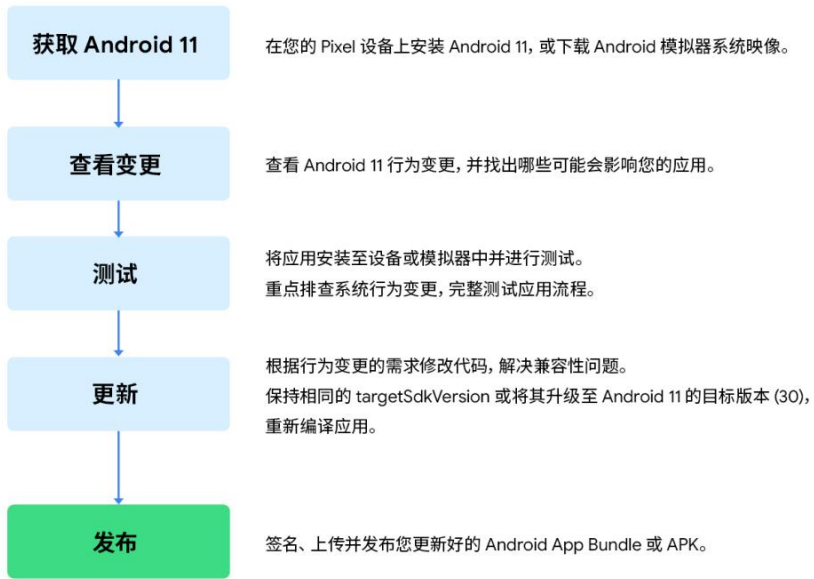 获取 Android 11
在您的 Pixel 设备上安装 Android 11, 或下载 Android 模拟器系统映像。
查看变更
查看 Android 11 行为变更, 并找出哪些可能会影响您的应用。
测试
将应用安装至设备或模拟器中并进行测试。
重点排查系统行为变更, 完整测试应用流程。
更新
根据行为变更的需求修改代码, 解决兼容性问题。
保持相同的 targetSdkVersion 或将其升级至 Android 11 的目标版本 (30),
重新编译应用。
发布
签名、上传并发布您更新好的 Android App Bundle 或 APK。